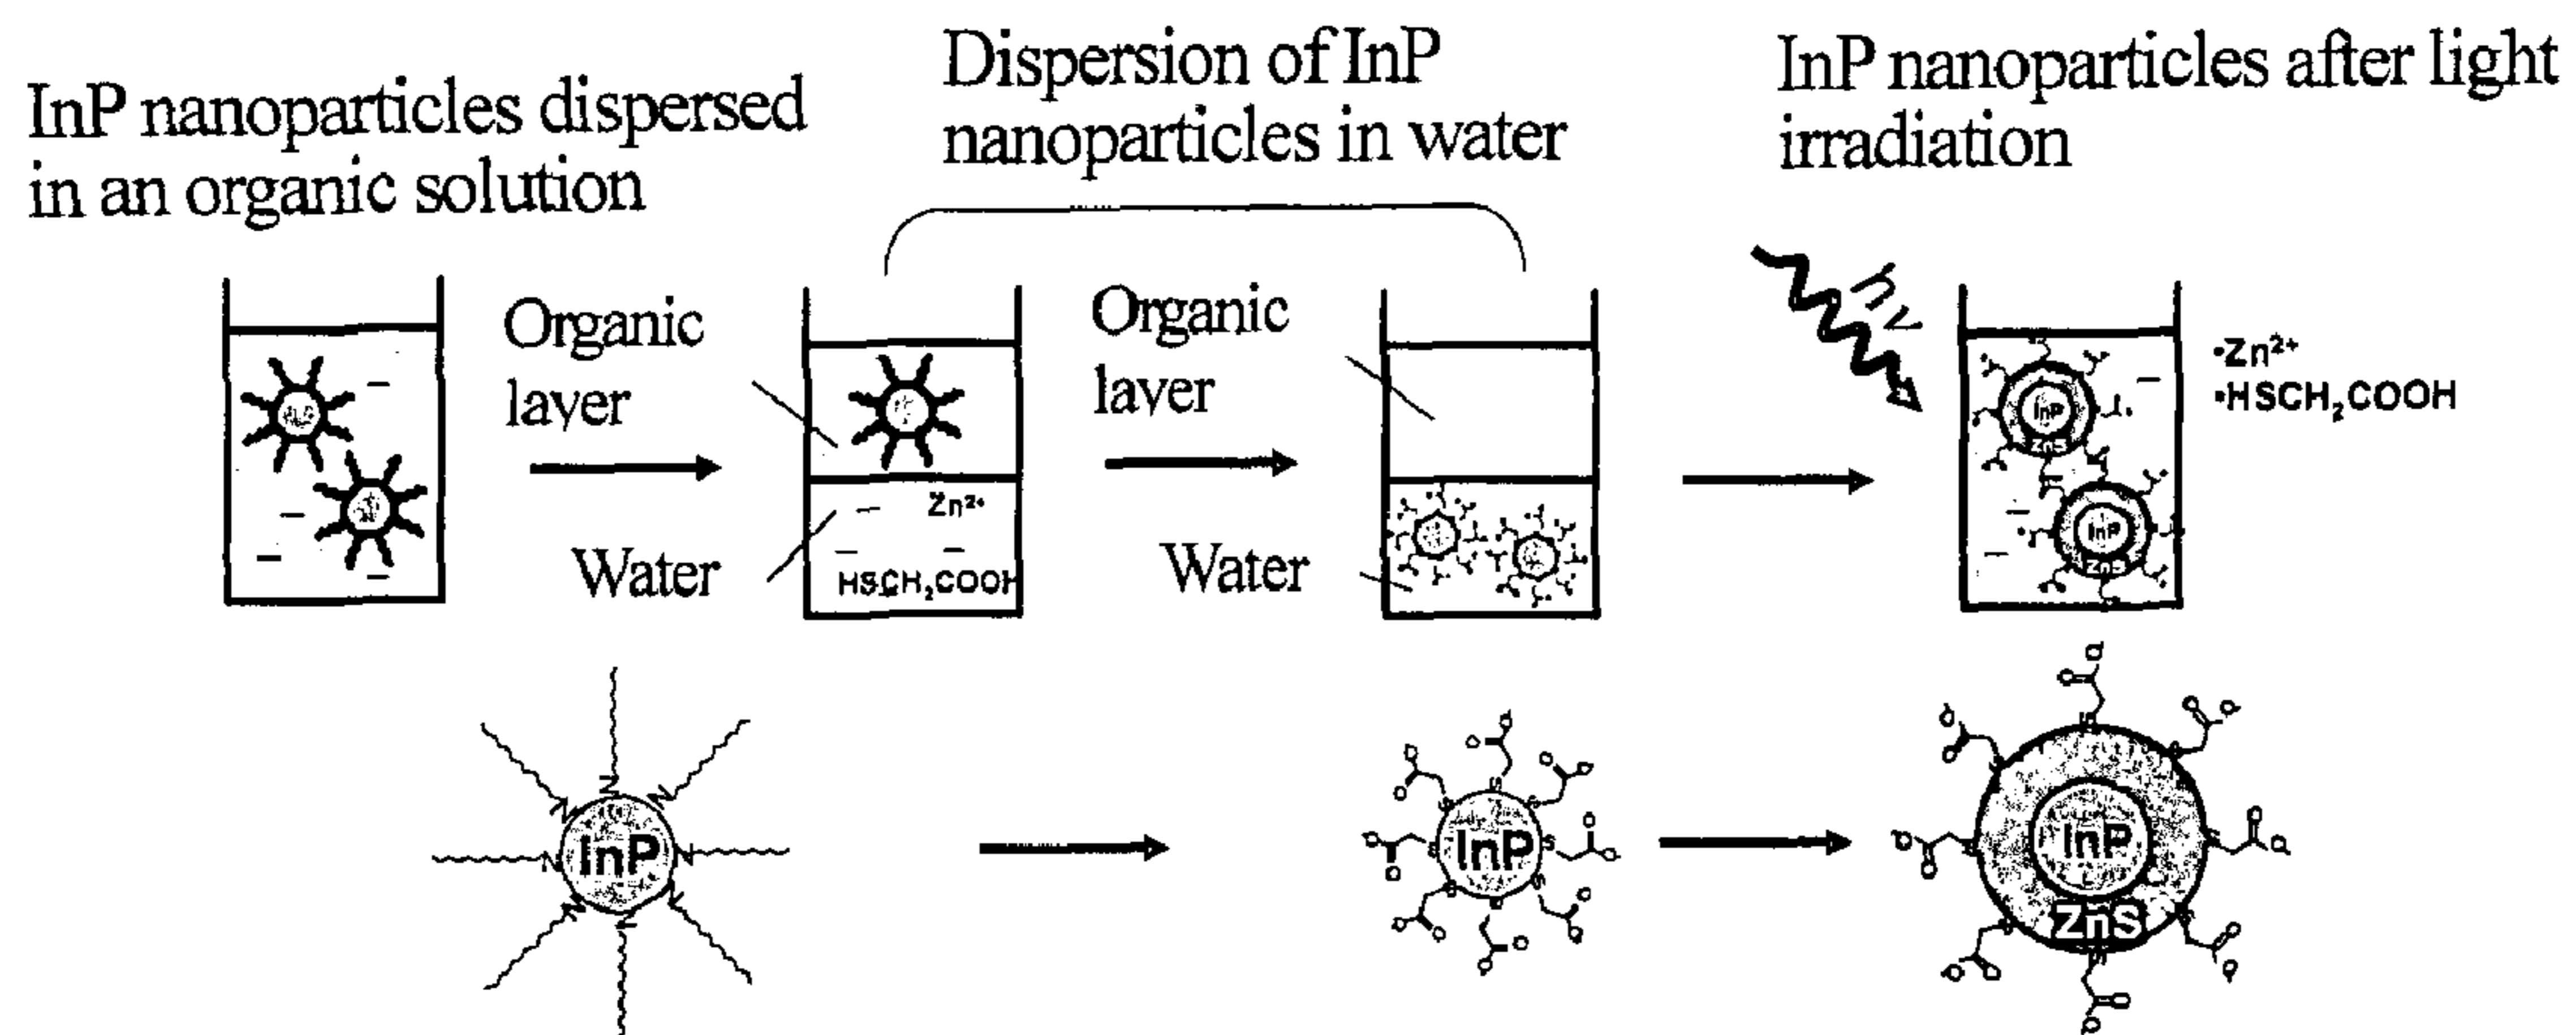 InP nanoparticles dispersed
in an organic solution
Dispersion of InP
nanoparticles in water
InP nanoparticles after light
irradiation
Organic
layer
Water
Zn²⁺
HSCH₂COOH
Organic
layer
Water
hν
InP
ZnS
InP
ZnS
•Zn²⁺
•HSCH₂COOH
InP
N
N
N
N
N
N
N
N
InP
S
S
S
S
S
InP
ZnS